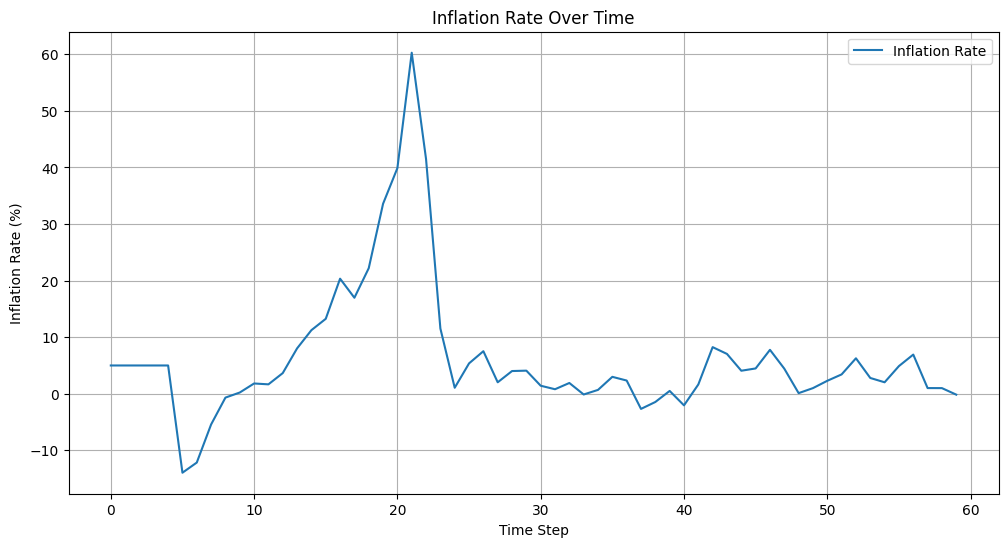 Inflation Rate Over Time
Inflation Rate
Inflation Rate (%)
60
50
40
30
20
10
0
−10
0 10 20 30 40 50 60
Time Step